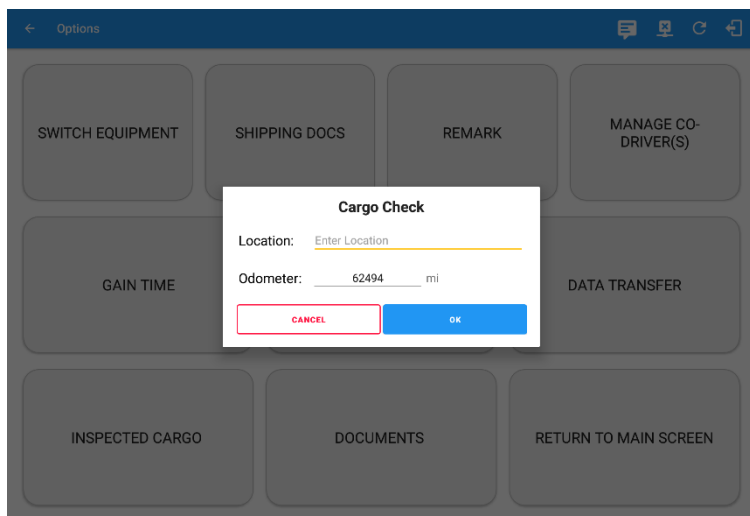 Options
SWITCH EQUIPMENT
SHIPPING DOCS
REMARK
MANAGE CO-
DRIVER(S)
Cargo Check
Location: Enter Location
Odometer: 62494 mi
CANCEL
OK
GAIN TIME
DATA TRANSFER
INSPECTED CARGO
DOCUMENTS
RETURN TO MAIN SCREEN